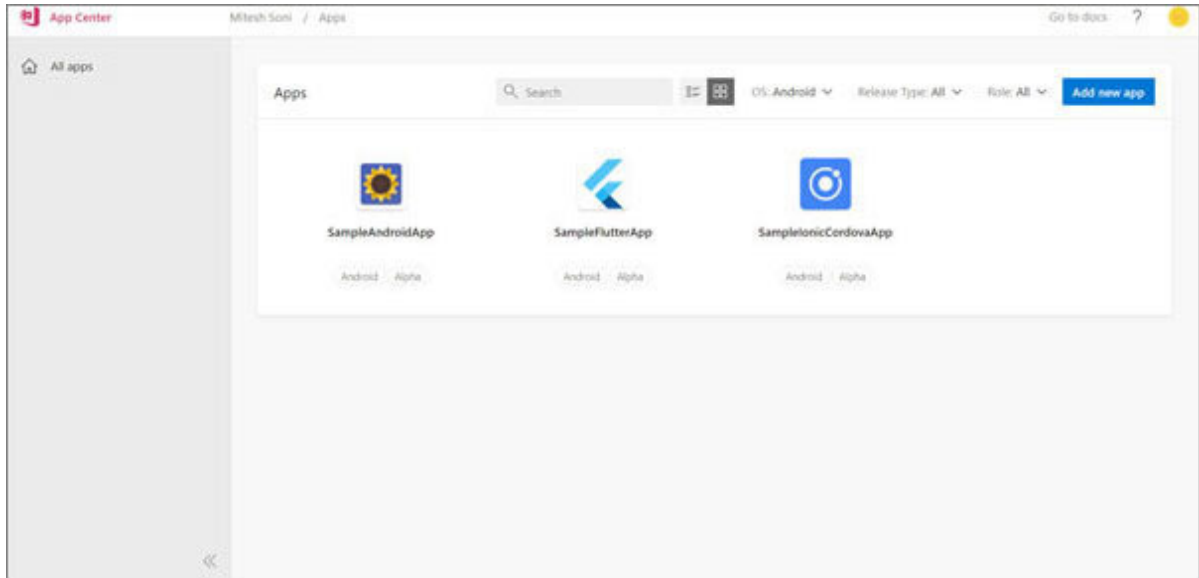 App Center
Mitesh Soni / Apps
Go to docs ?
All apps
Apps
Search
OS: Android
Release Type: All
Role: All
Add new app
SampleAndroidApp
SampleFlutterApp
SampleIonicCordovaApp
Android Alpha
Android Alpha
Android Alpha